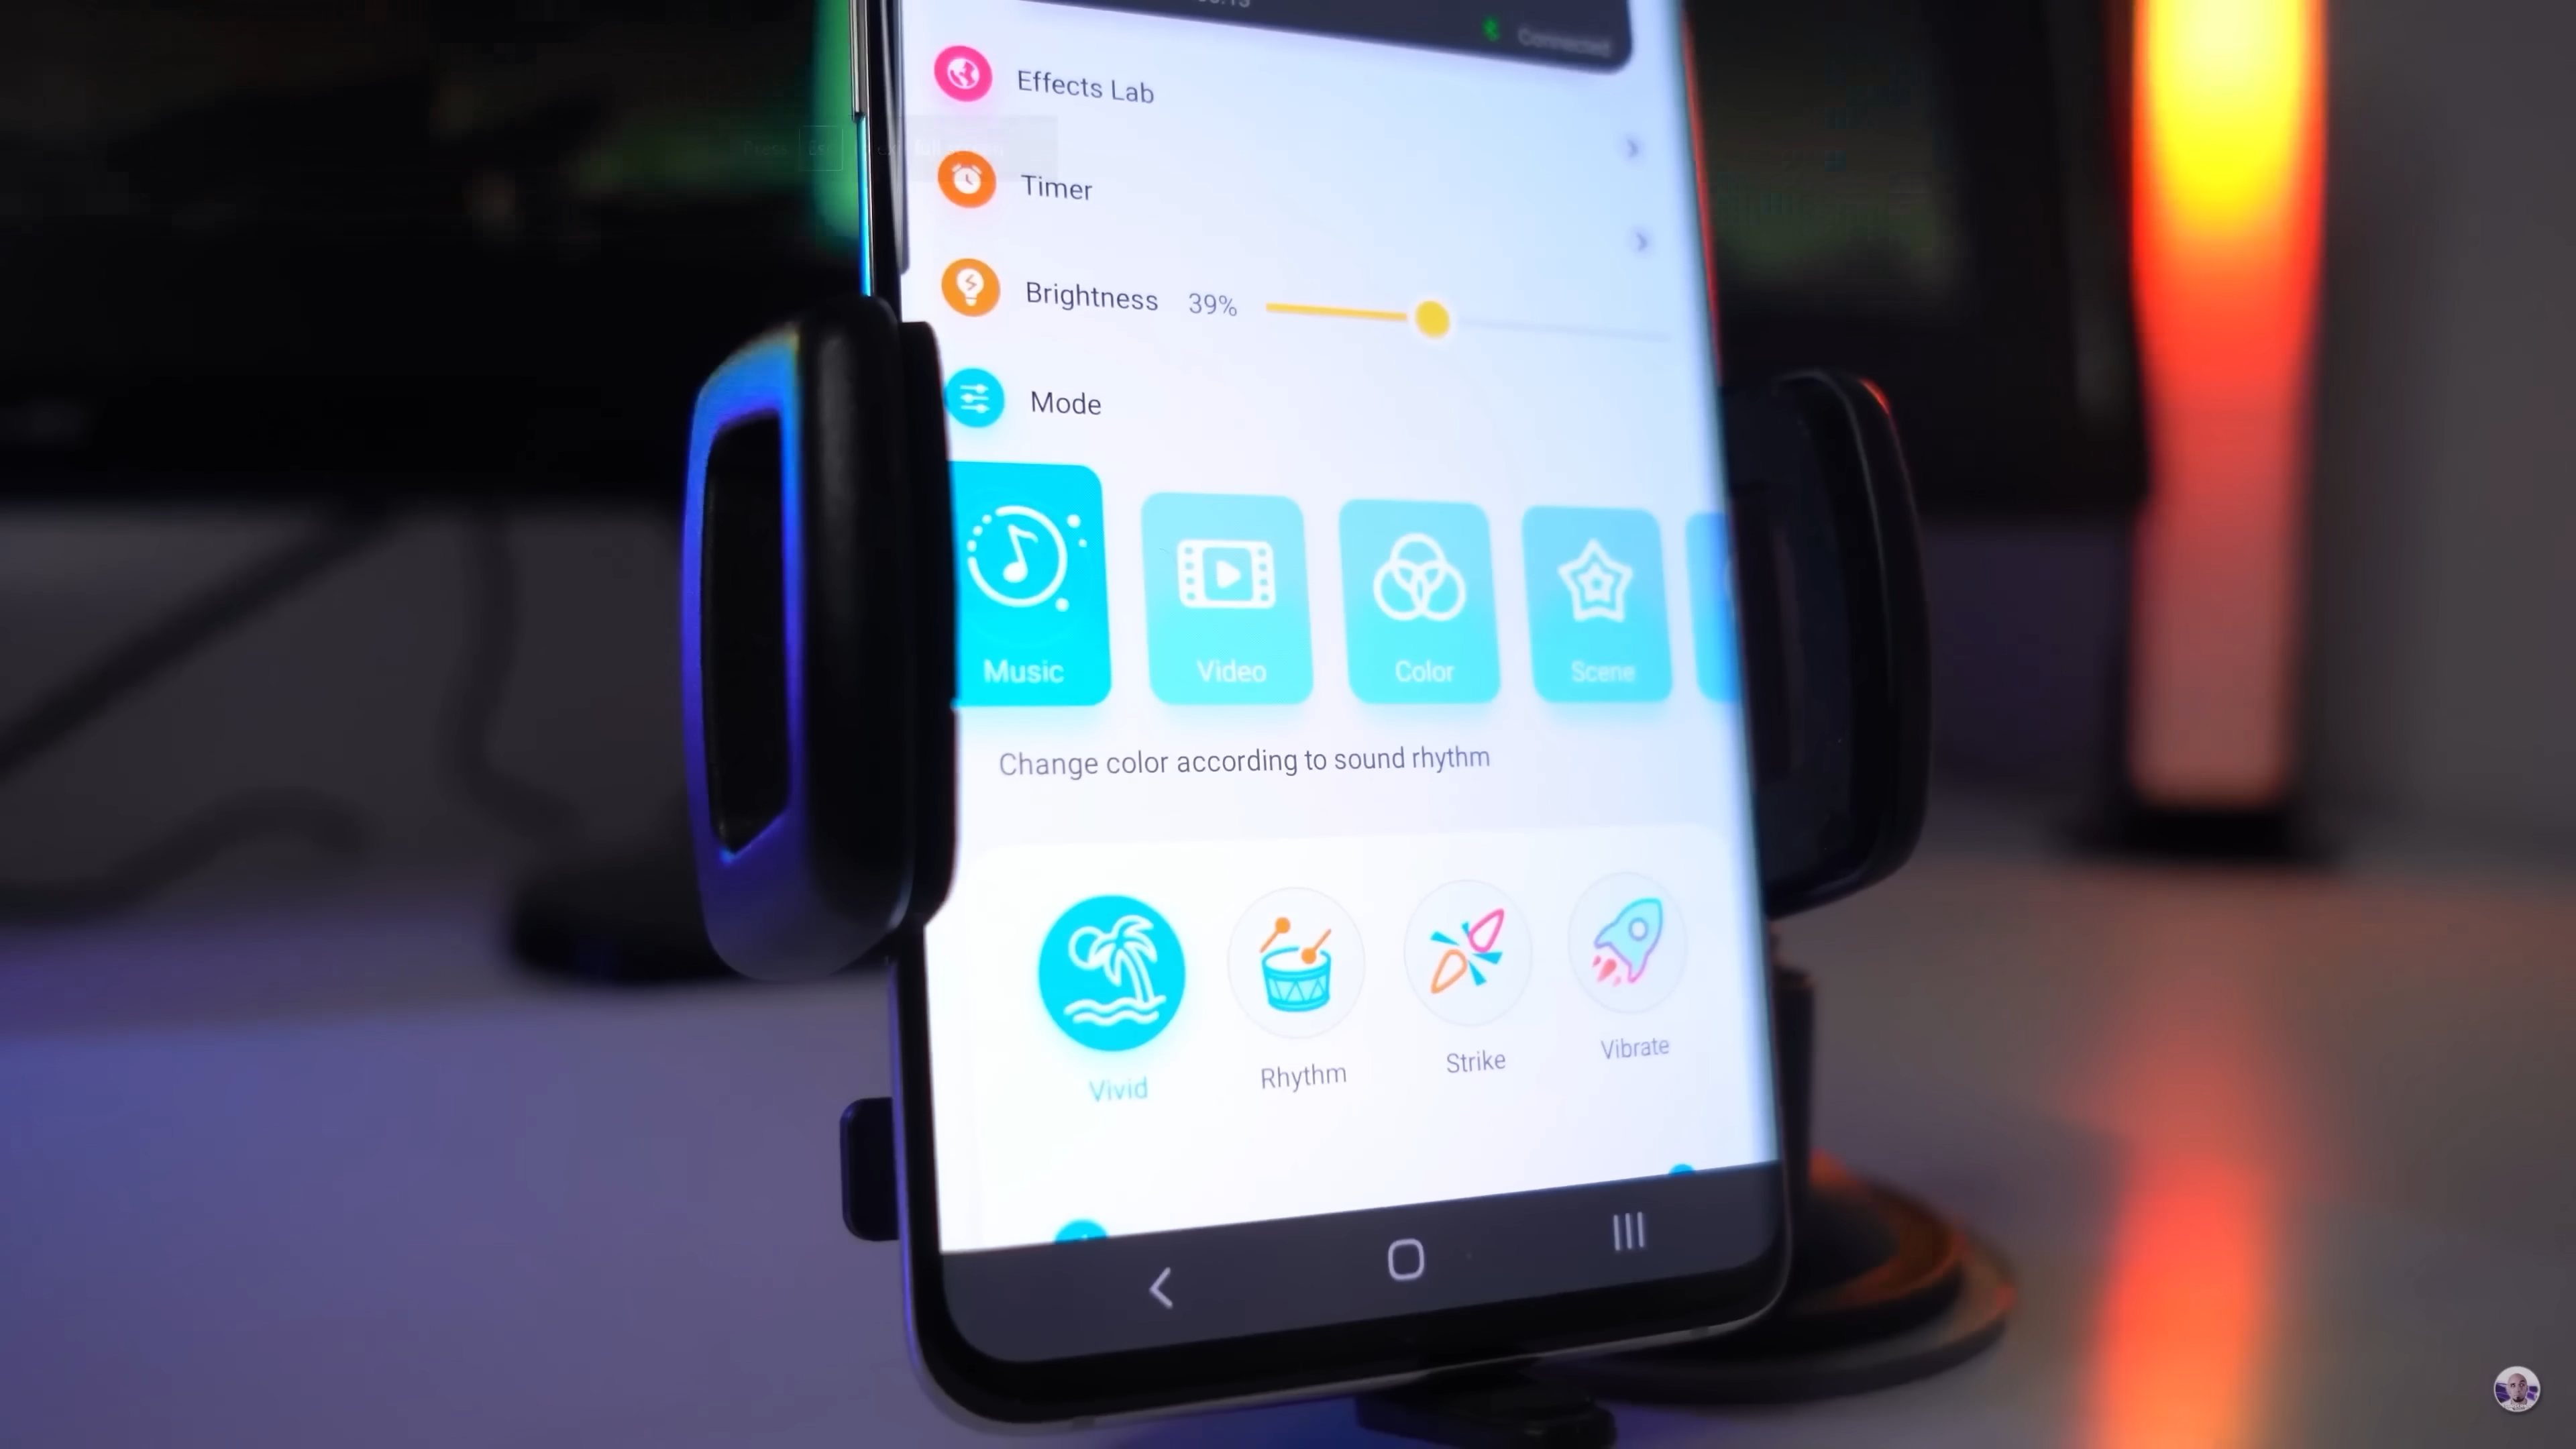 Connected
Effects Lab
Timer
Brightness 39%
Mode
Music Video Color Scene
Change color according to sound rhythm
Vivid Rhythm Strike Vibrate